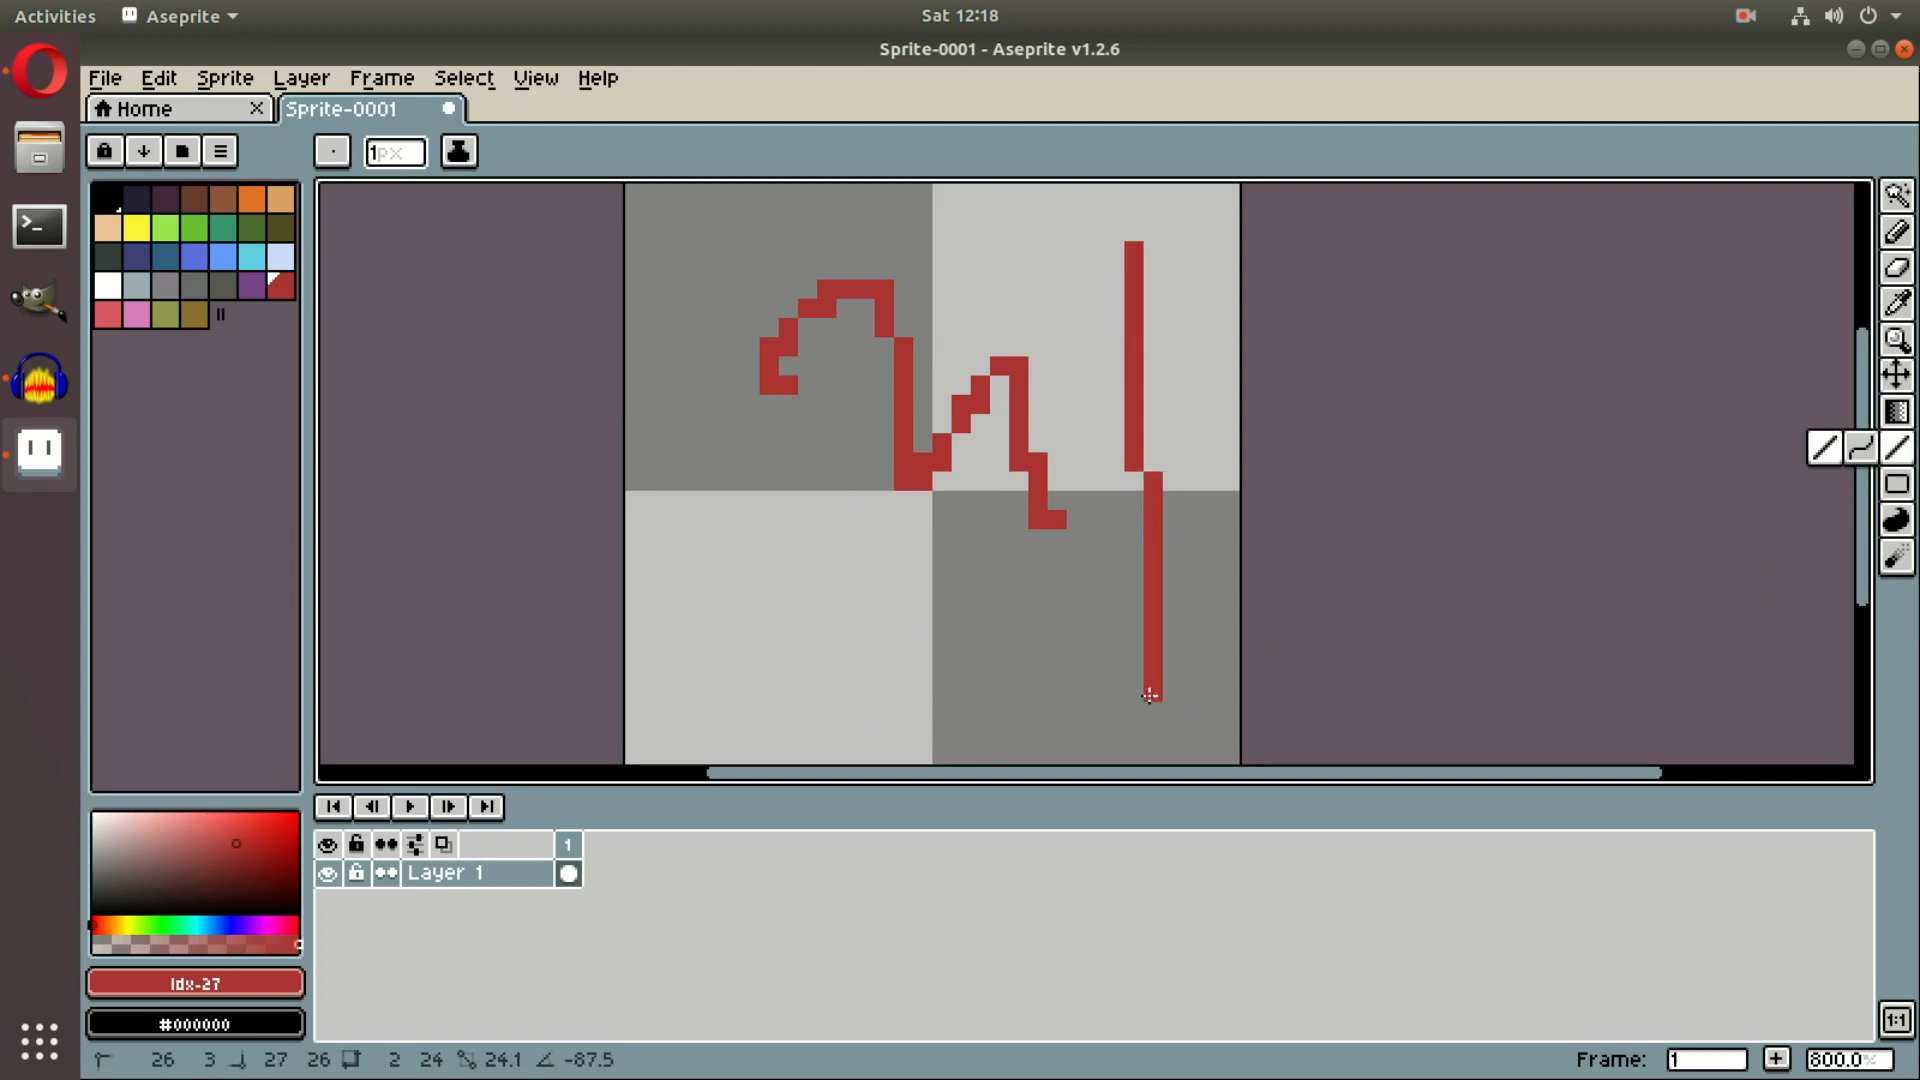 Activities Aseprite Sat 12:18
Sprite-0001 - Aseprite v1.2.6
File Edit Sprite Layer Frame Select View Help
Home Sprite-0001
1px
Idx-27
#000000
1
Layer 1
1:1
26 3 27 26 2 24 24.1 -87.5 Frame: 1 + 800.0%